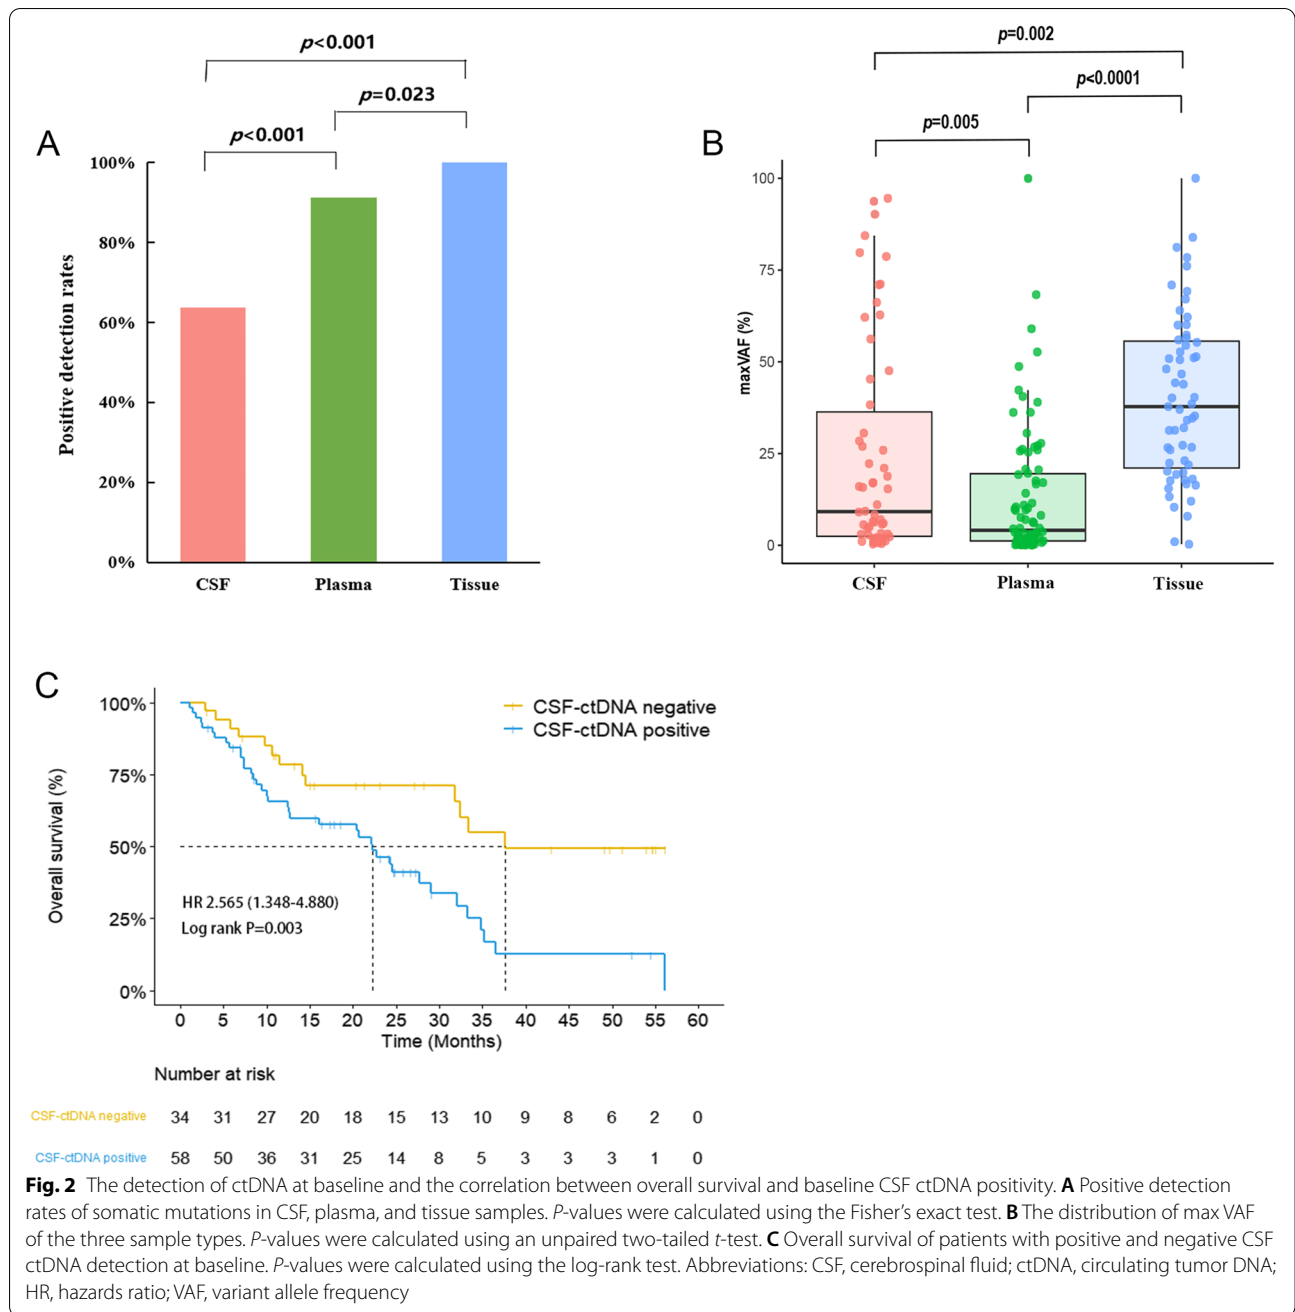 A
p<0.001
p=0.023
p<0.001
Positive detection rates
100%
80%
60%
40%
20%
0%
CSF Plasma Tissue
B
p=0.002
p<0.0001
p=0.005
maxVAF (%)
100
75
50
25
0
CSF Plasma Tissue
C
CSF-ctDNA negative
CSF-ctDNA positive
Overall survival (%)
100%
75%
50%
25%
0%
HR 2.565 (1.348-4.880)
Log rank P=0.003
0 5 10 15 20 25 30 35 40 45 50 55 60
Time (Months)
Number at risk
CSF-ctDNA negative 34 31 27 20 18 15 13 10 9 8 6 2 0
CSF-ctDNA positive 58 50 36 31 25 14 8 5 3 3 3 1 0
Fig. 2 The detection of ctDNA at baseline and the correlation between overall survival and baseline CSF ctDNA positivity. A Positive detection
rates of somatic mutations in CSF, plasma, and tissue samples. P-values were calculated using the Fisher's exact test. B The distribution of max VAF
of the three sample types. P-values were calculated using an unpaired two-tailed t-test. C Overall survival of patients with positive and negative CSF
ctDNA detection at baseline. P-values were calculated using the log-rank test. Abbreviations: CSF, cerebrospinal fluid; ctDNA, circulating tumor DNA;
HR, hazards ratio; VAF, variant allele frequency